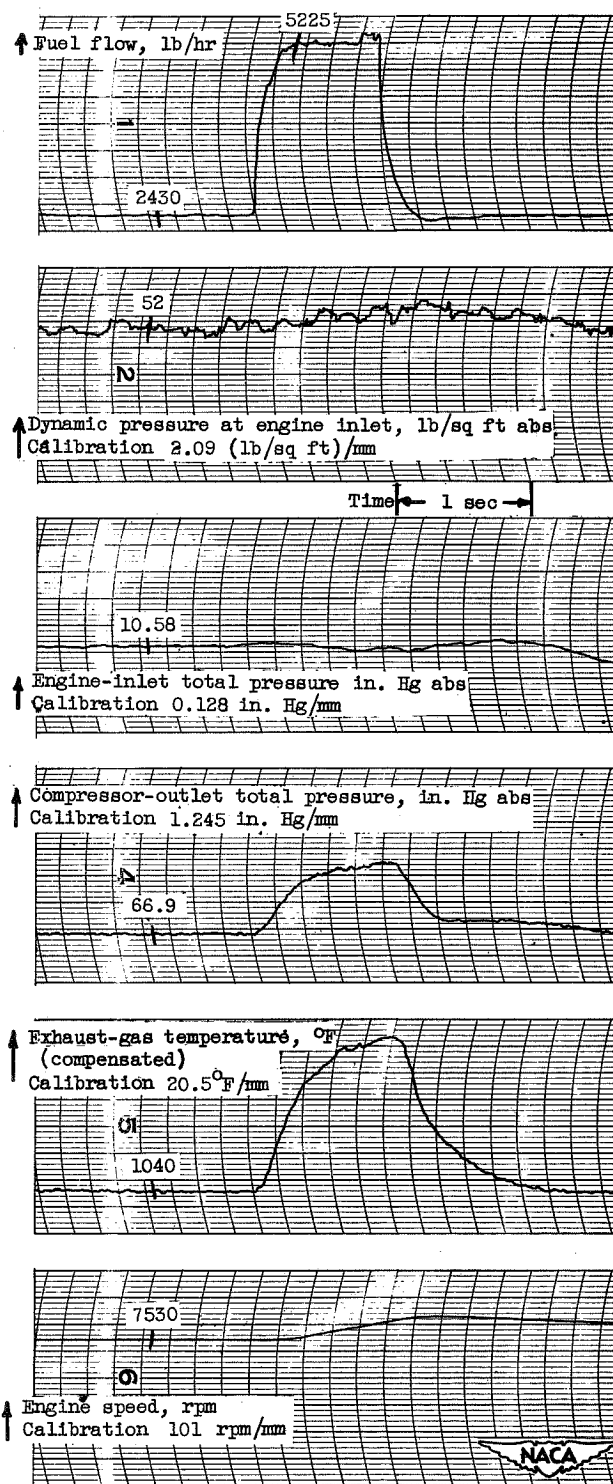 5225
Fuel flow, lb/hr
1
2430
52
2
Dynamic pressure at engine inlet, lb/sq ft abs
Calibration 2.09 (lb/sq ft)/mm
Time 1 sec
10.58
Engine-inlet total pressure in. Hg abs
Calibration 0.128 in. Hg/mm
Compressor-outlet total pressure, in. Hg abs
Calibration 1.245 in. Hg/mm
4
66.9
Exhaust-gas temperature, °F
(compensated)
Calibration 20.5°F/mm
5
1040
7530
6
Engine speed, rpm
Calibration 101 rpm/mm
NACA